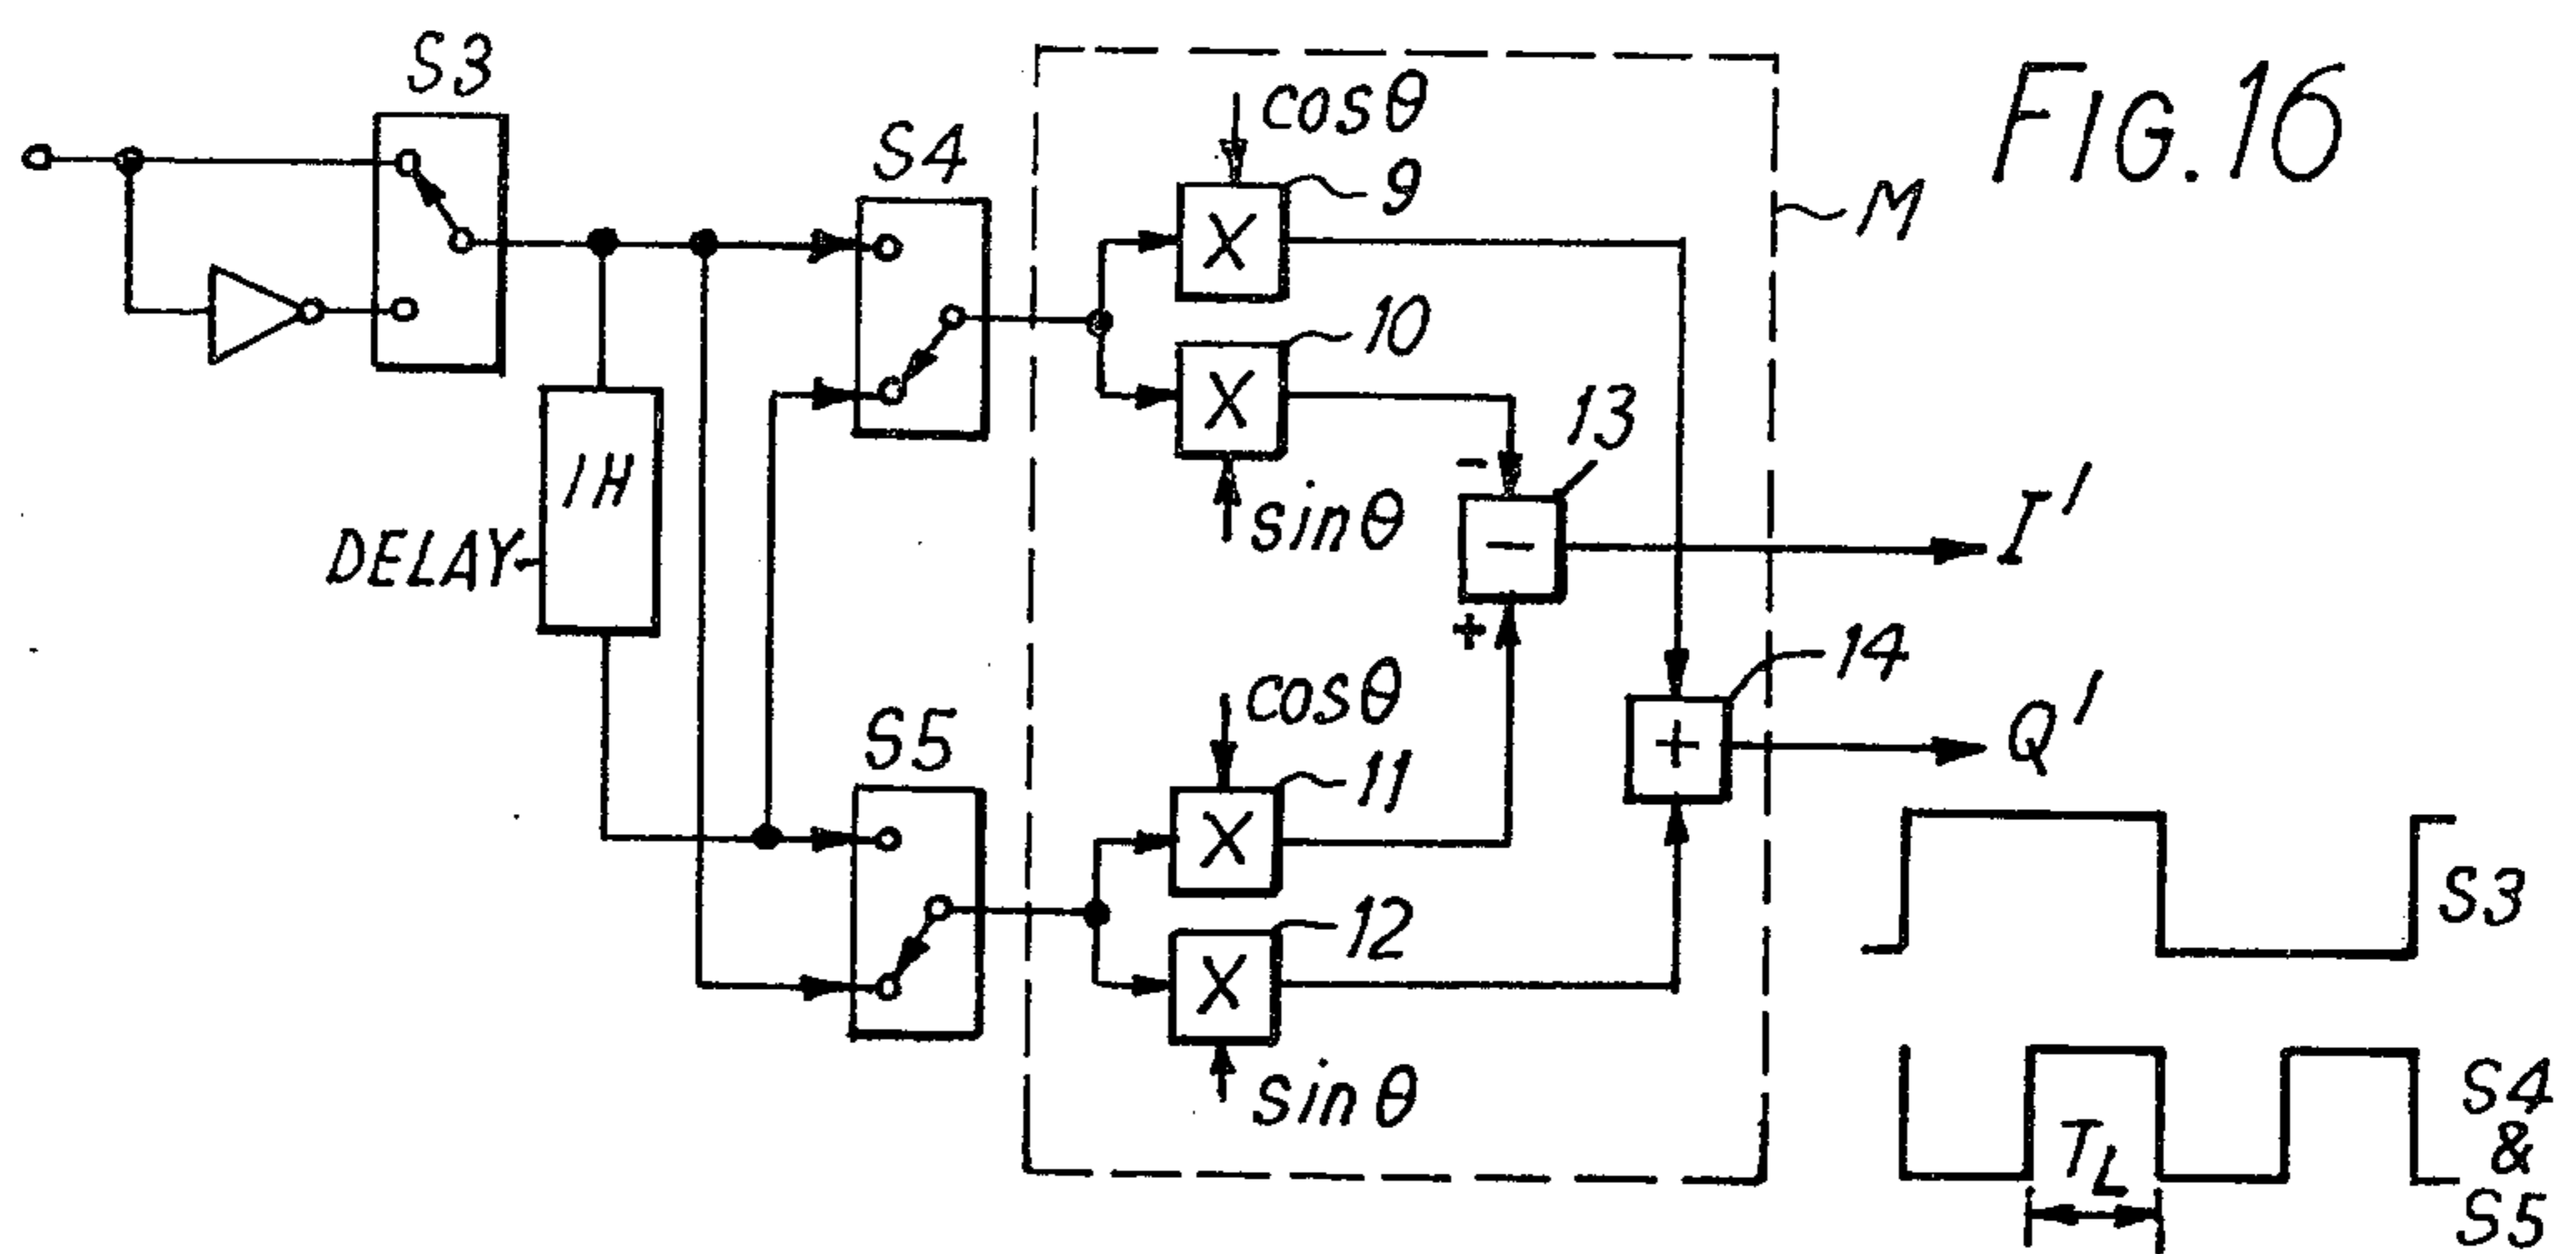 FIG. 16
S3
S4
cosθ
9
M
X
10
X
1H
sinθ
13
-
-
I'
DELAY
+
14
cosθ
S5
+
Q'
11
X
12
S3
X
sinθ
S4
&
TL
S5